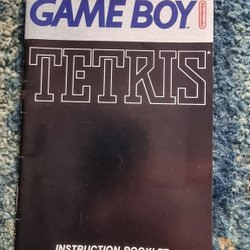 GAME BOY
Nintendo
TETRIS
INSTRUCTION BOOKLET